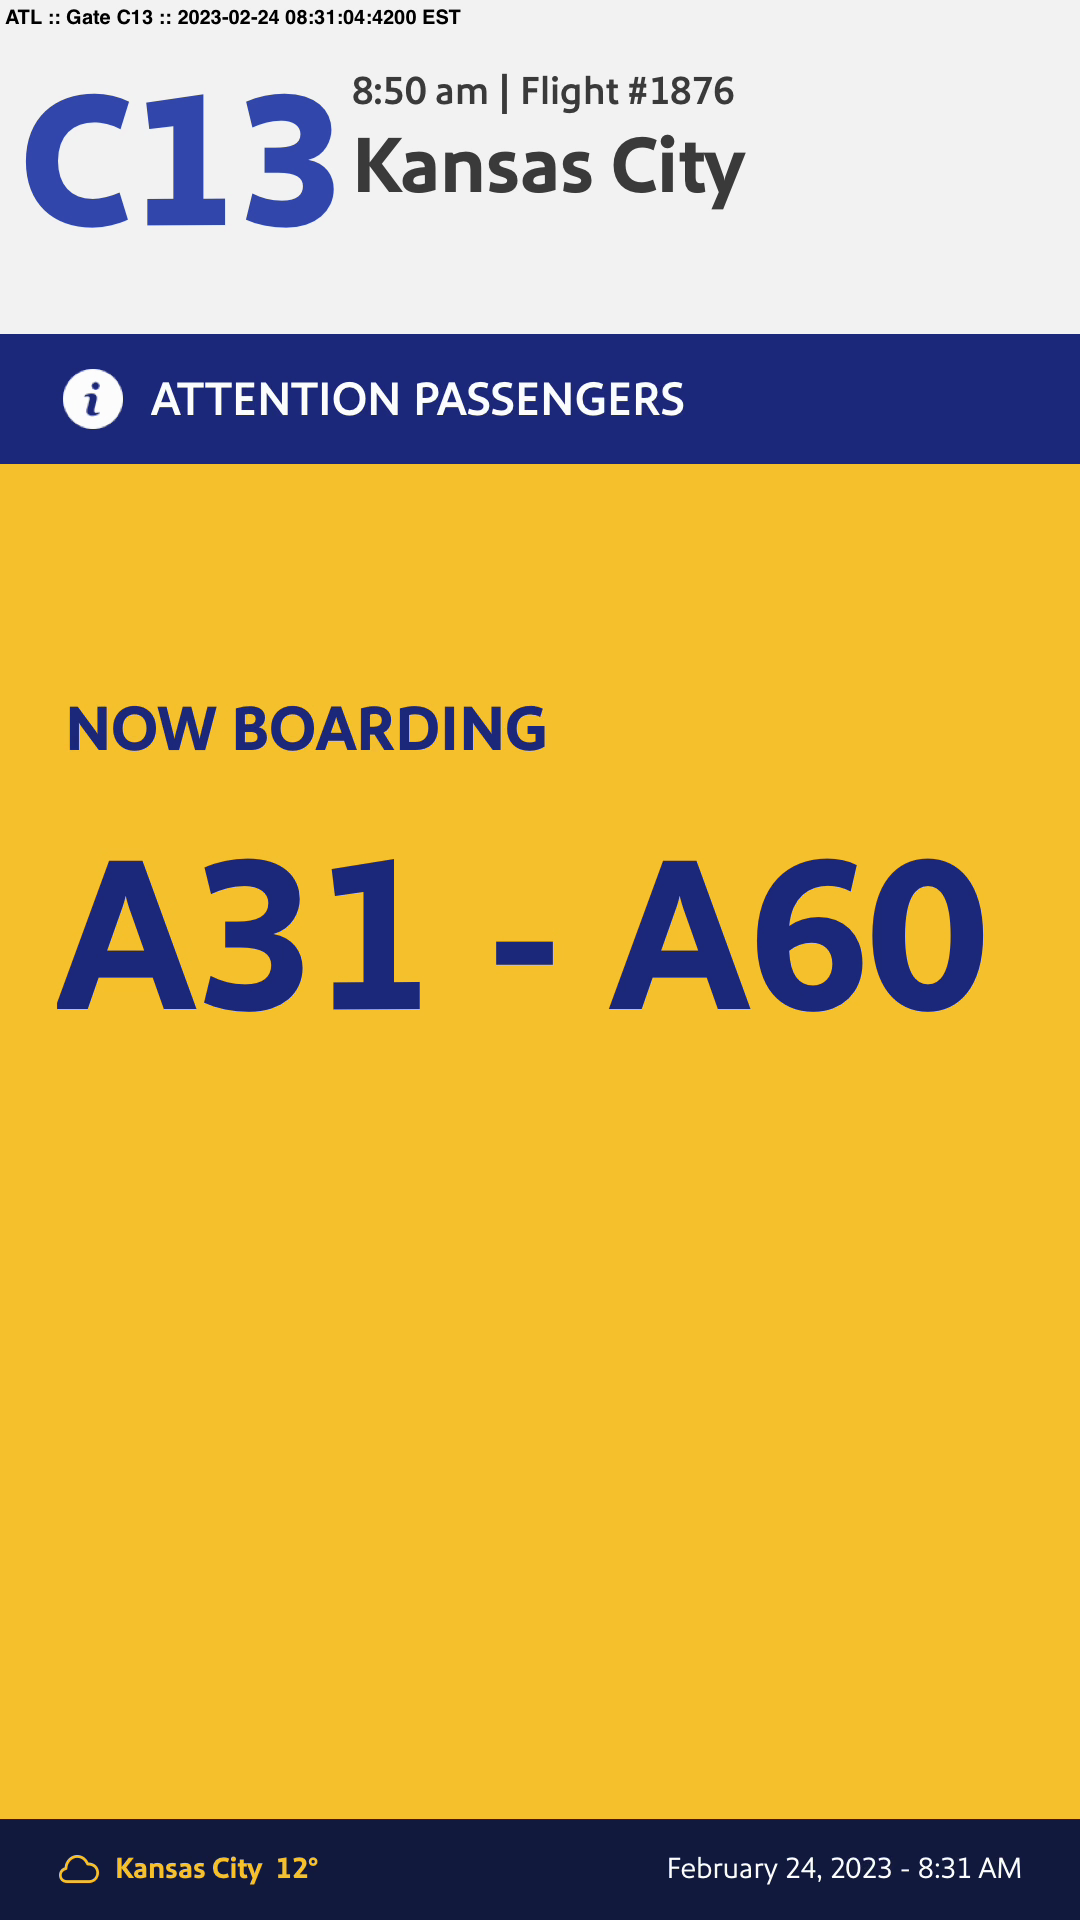 ATL :: Gate C13 :: 2023-02-24 08:31:04:4200 EST
C13
8:50 am | Flight #1876
Kansas City
i ATTENTION PASSENGERS
NOW BOARDING
A31 - A60
Kansas City 12°
February 24, 2023 - 8:31 AM